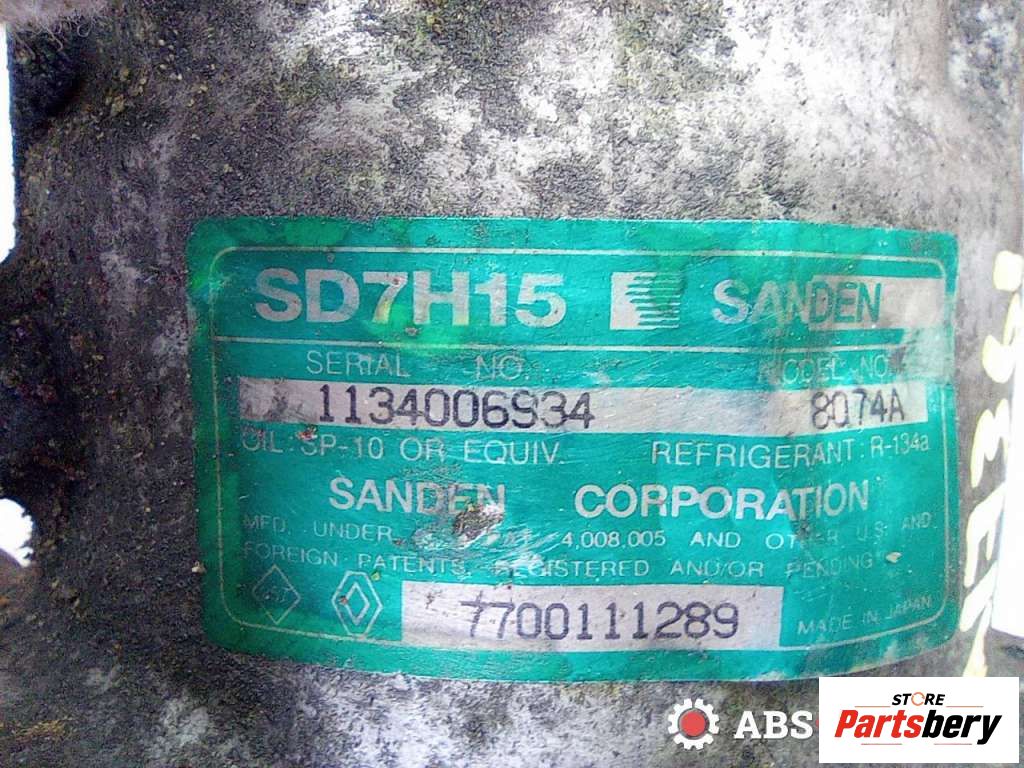 SD7H15 SANDEN
SERIAL NO. MODEL NO.
1134006934 8074A
OIL: SP-10 OR EQUIV. REFRIGERANT: R-134a
SANDEN CORPORATION
MFD. UNDER PAT 4,008,005 AND OTHER U.S. AND
FOREIGN PATENTS, REGISTERED AND/OR PENDING
7700111289 MADE IN JAPAN
ABS
STORE
Partsbery